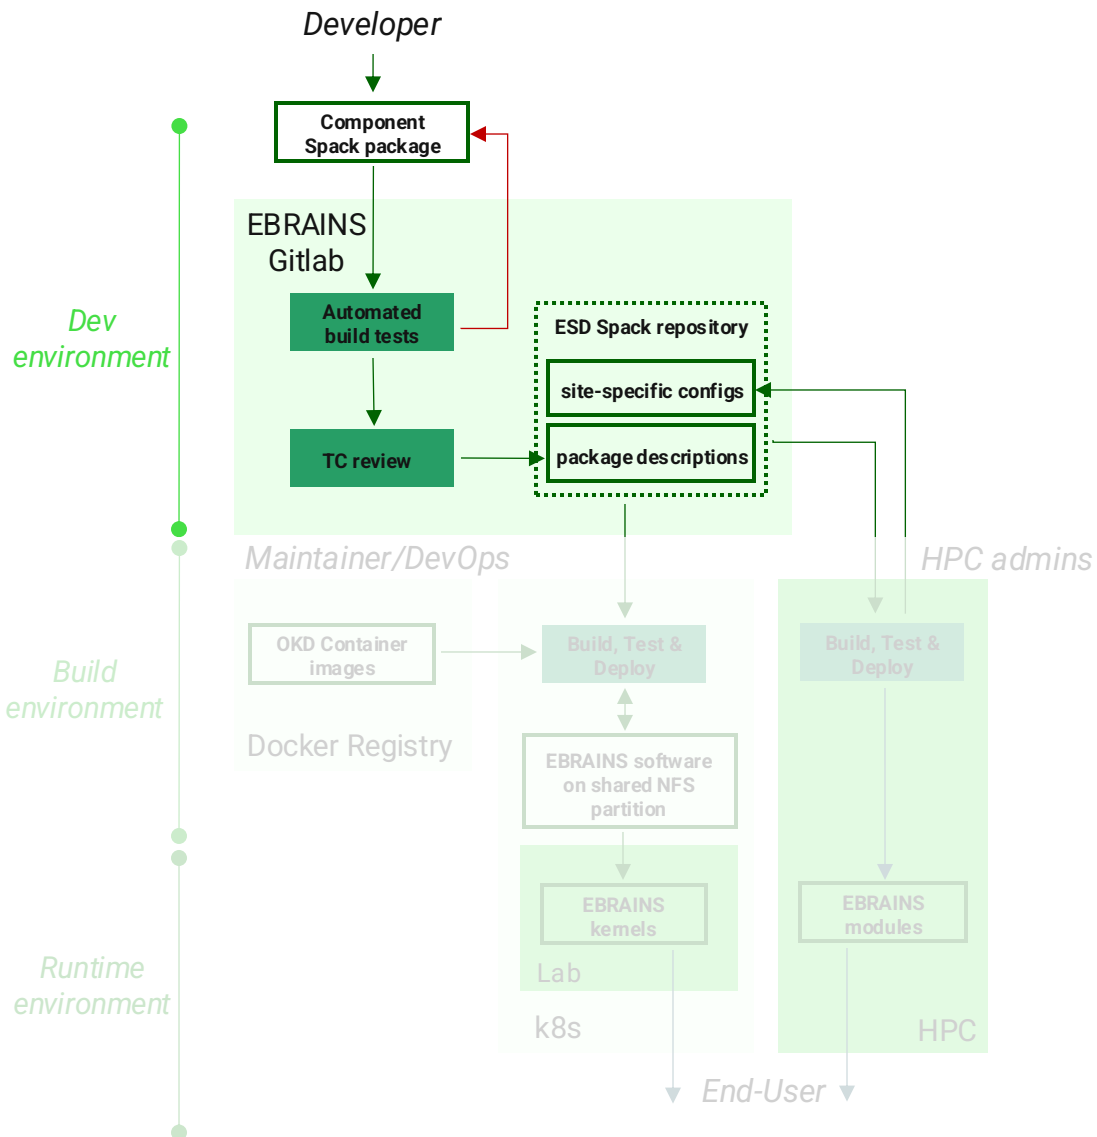 Developer
Component
Spack package
EBRAINS
Gitlab
Automated
build tests
ESD Spack repository
site-specific configs
TC review
package descriptions
Dev
environment
Maintainer/DevOps
HPC admins
OKD Container
images
Build, Test &
Deploy
Build, Test &
Deploy
Build
environment
Docker Registry
EBRAINS software
on shared NFS
partition
EBRAINS
kernels
EBRAINS
modules
Runtime
environment
Lab
k8s
HPC
End-User